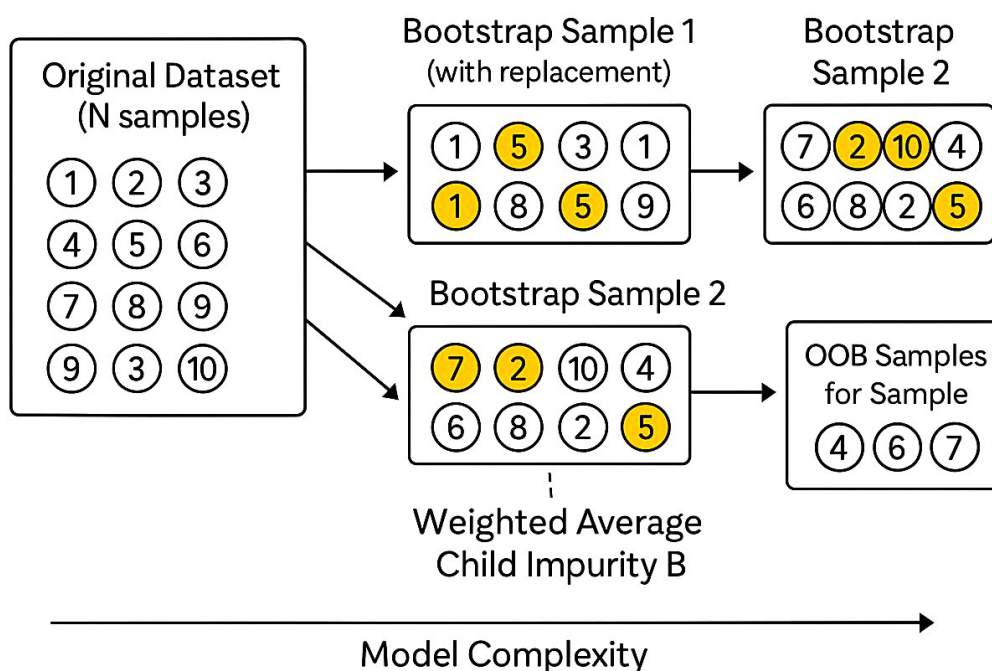 Original Dataset
(N samples)
1 2 3
4 5 6
7 8 9
9 3 10
Bootstrap Sample 1
(with replacement)
1 5 3 1
1 8 5 9
Bootstrap
Sample 2
7 2 10 4
6 8 2 5
Bootstrap Sample 2
7 2 10 4
6 8 2 5
OOB Samples
for Sample
4 6 7
Weighted Average
Child Impurity B
Model Complexity